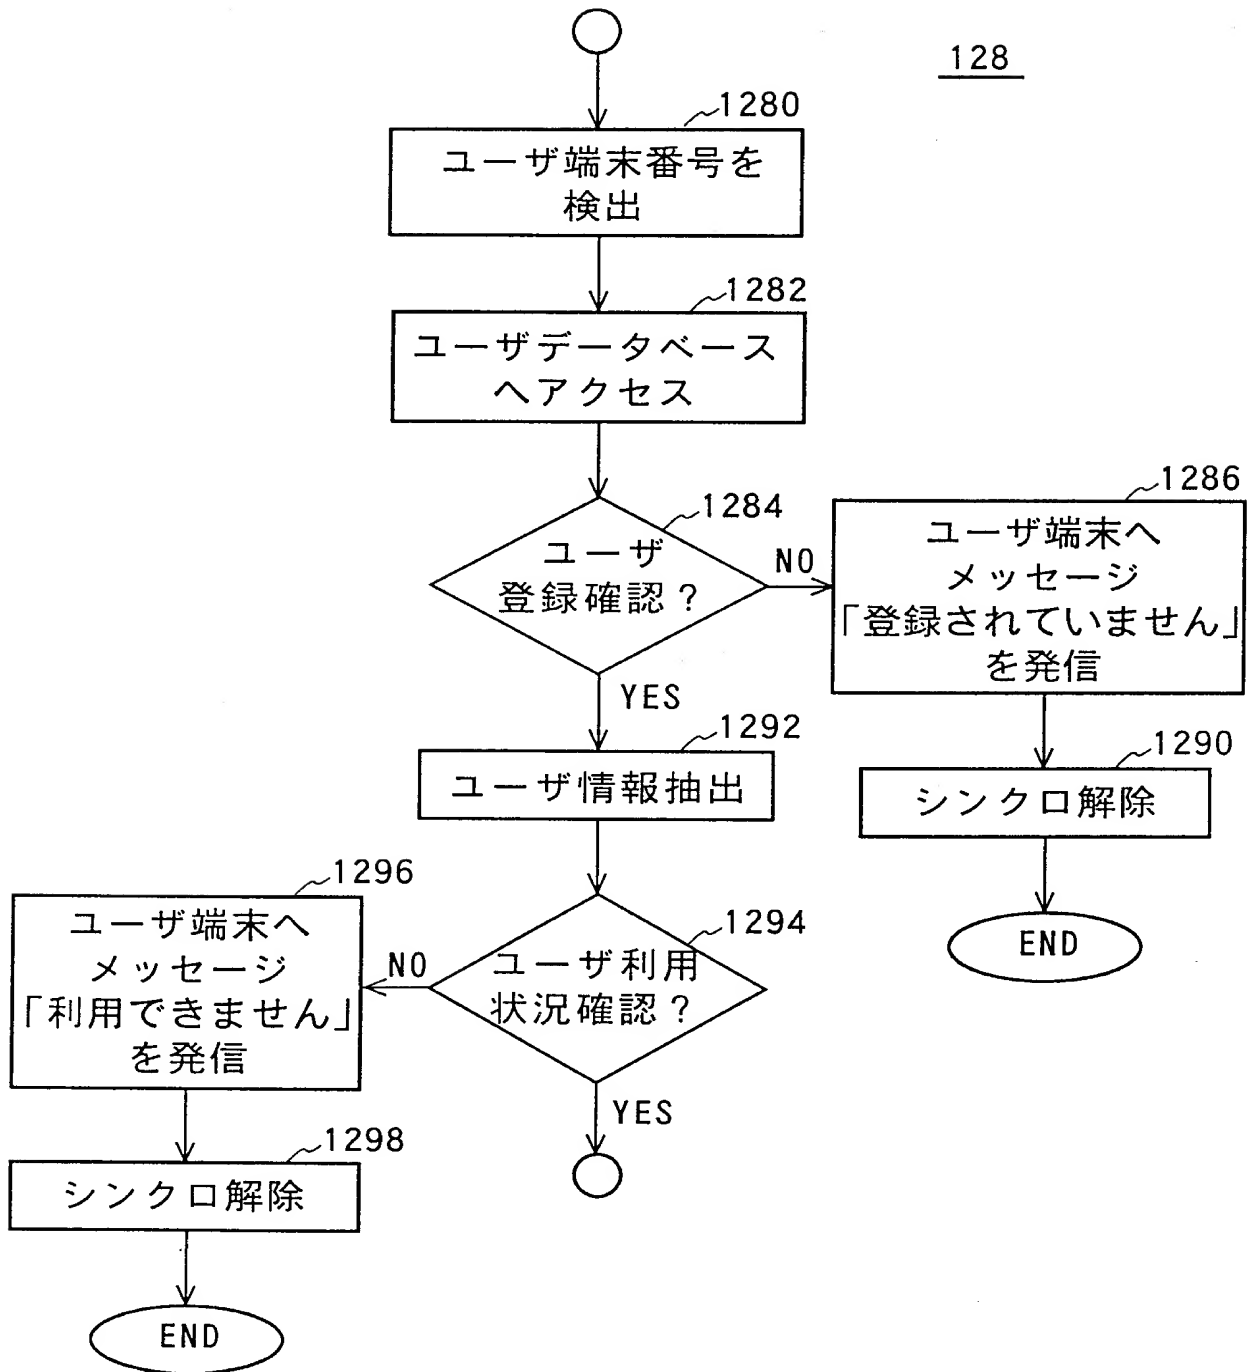 128
1280
ユーザ端末番号を
検出
1282
ユーザデータベース
へアクセス
1284
ユーザ
登録確認？
NO
1286
ユーザ端末へ
メッセージ
「登録されていません」
を発信
YES
1290
シンクロ解除
END
1292
ユーザ情報抽出
1294
ユーザ利用
状況確認？
NO
1296
ユーザ端末へ
メッセージ
「利用できません」
を発信
YES
1298
シンクロ解除
END